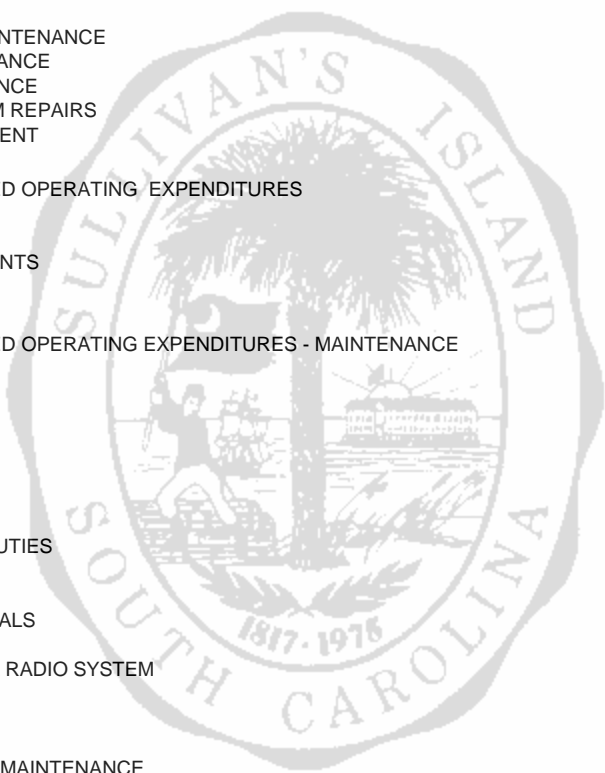 INTENANCE
ANCE
NCE
M REPAIRS
ENT
D OPERATING EXPENDITURES
NTS
D OPERATING EXPENDITURES - MAINTENANCE
UTIES
ALS
RADIO SYSTEM
MAINTENANCE
SULLIVAN'S ISLAND
1817-1975
SOUTH CAROLINA